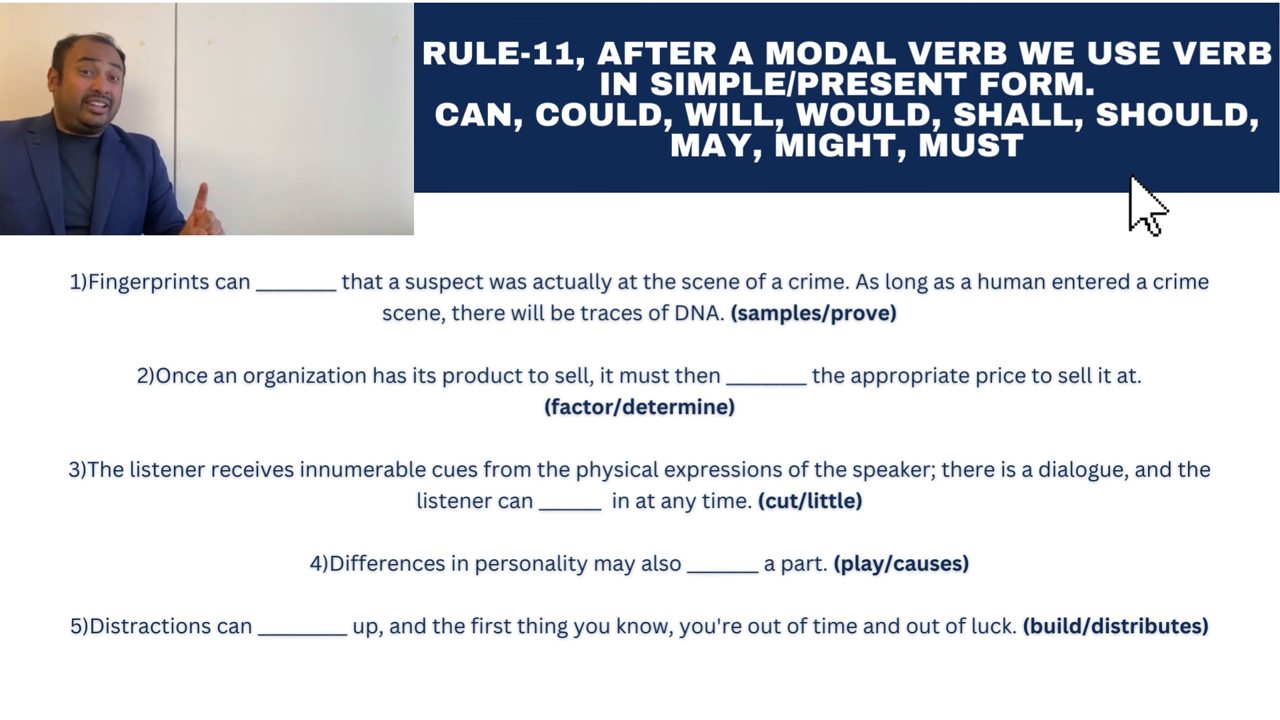 RULE-11, AFTER A MODAL VERB WE USE VERB
IN SIMPLE/PRESENT FORM.
CAN, COULD, WILL, WOULD, SHALL, SHOULD,
MAY, MIGHT, MUST
1)Fingerprints can ________ that a suspect was actually at the scene of a crime. As long as a human entered a crime
scene, there will be traces of DNA. (samples/prove)
2)Once an organization has its product to sell, it must then ________ the appropriate price to sell it at.
(factor/determine)
3)The listener receives innumerable cues from the physical expressions of the speaker; there is a dialogue, and the
listener can ______ in at any time. (cut/little)
4)Differences in personality may also _______ a part. (play/causes)
5)Distractions can _________ up, and the first thing you know, you're out of time and out of luck. (build/distributes)